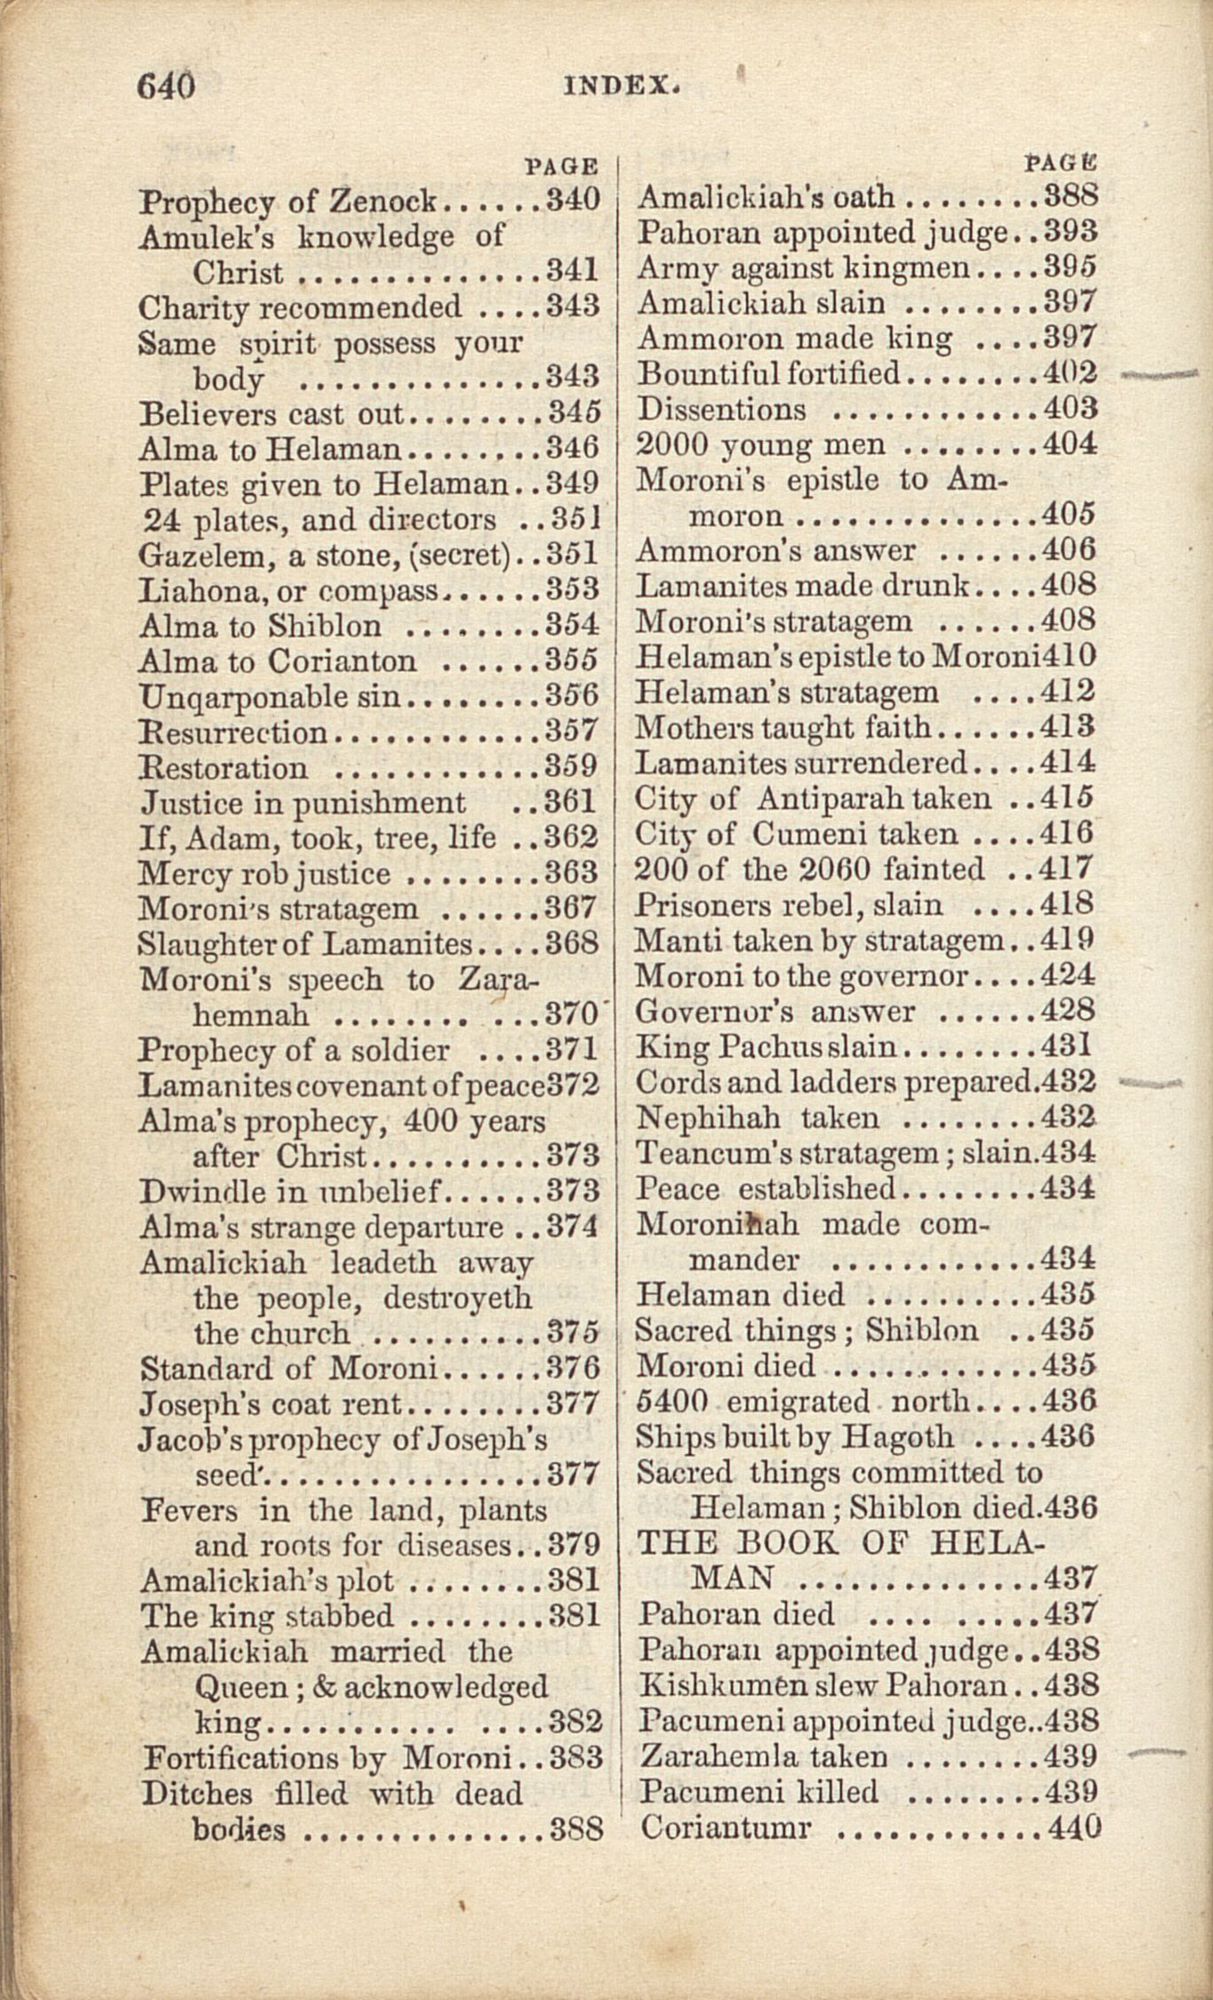 640 INDEX.
PAGE
Prophecy of Zenock......340
Amulek's knowledge of
Christ ..............341
Charity recommended ....343
Same spirit possess your
body ..............343
Believers cast out........345
Alma to Helaman........346
Plates given to Helaman..349
24 plates, and directors ..351
Gazelem, a stone, (secret)..351
Liahona, or compass......353
Alma to Shiblon ........354
Alma to Corianton ......355
Unqarponable sin........356
Resurrection............357
Restoration ............359
Justice in punishment ..361
If, Adam, took, tree, life ..362
Mercy rob justice ........363
Moroni's stratagem ......367
Slaughter of Lamanites....368
Moroni's speech to Zara-
hemnah ........ ...370
Prophecy of a soldier ....371
Lamanites covenant of peace372
Alma's prophecy, 400 years
after Christ..........373
Dwindle in unbelief......373
Alma's strange departure ..374
Amalickiah leadeth away
the people, destroyeth
the church ..........375
Standard of Moroni......376
Joseph's coat rent........377
Jacob's prophecy of Joseph's
seed'................377
Fevers in the land, plants
and roots for diseases..379
Amalickiah's plot ........381
The king stabbed ........381
Amalickiah married the
Queen; & acknowledged
king........... ....382
Fortifications by Moroni..383
Ditches filled with dead
bodies ..............388
PAGE
Amalickiah's oath ........388
Pahoran appointed judge..393
Army against kingmen....395
Amalickiah slain ........397
Ammoron made king ....397
Bountiful fortified........402
Dissentions ............403
2000 young men ........404
Moroni's epistle to Am-
moron ..............405
Ammoron's answer ......406
Lamanites made drunk....408
Moroni's stratagem ......408
Helaman's epistle to Moroni410
Helaman's stratagem ....412
Mothers taught faith......413
Lamanites surrendered....414
City of Antiparah taken ..415
City of Cumeni taken ....416
200 of the 2060 fainted ..417
Prisoners rebel, slain ....418
Manti taken by stratagem..419
Moroni to the governor....424
Governor's answer ......428
King Pachus slain........431
Cords and ladders prepared.432
Nephihah taken ........432
Teancum's stratagem; slain.434
Peace established........434
Moronihah made com-
mander ............434
Helaman died ..........435
Sacred things; Shiblon ..435
Moroni died ............435
5400 emigrated north....436
Ships built by Hagoth ....436
Sacred things committed to
Helaman; Shiblon died.436
THE BOOK OF HELA-
MAN ..............437
Pahoran died .... .....437
Pahoran appointed judge..438
Kishkumen slew Pahoran..438
Pacumeni appointed judge..438
Zarahemla taken ........439
Pacumeni killed ........439
Coriantumr ............440